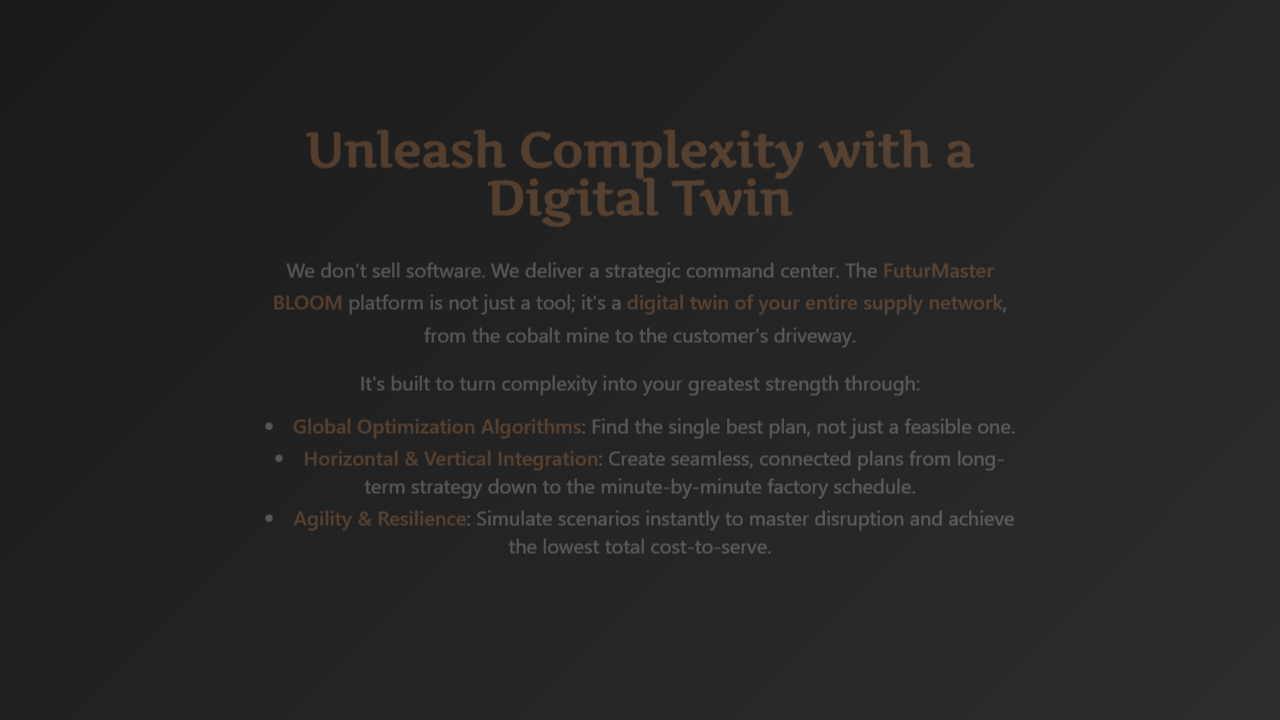 Unleash Complexity with a
Digital Twin
We don't sell software. We deliver a strategic command center. The FuturMaster
BLOOM platform is not just a tool; it's a digital twin of your entire supply network,
from the cobalt mine to the customer's driveway.
It's built to turn complexity into your greatest strength through:
• Global Optimization Algorithms: Find the single best plan, not just a feasible one.
• Horizontal & Vertical Integration: Create seamless, connected plans from long-
term strategy down to the minute-by-minute factory schedule.
• Agility & Resilience: Simulate scenarios instantly to master disruption and achieve
the lowest total cost-to-serve.